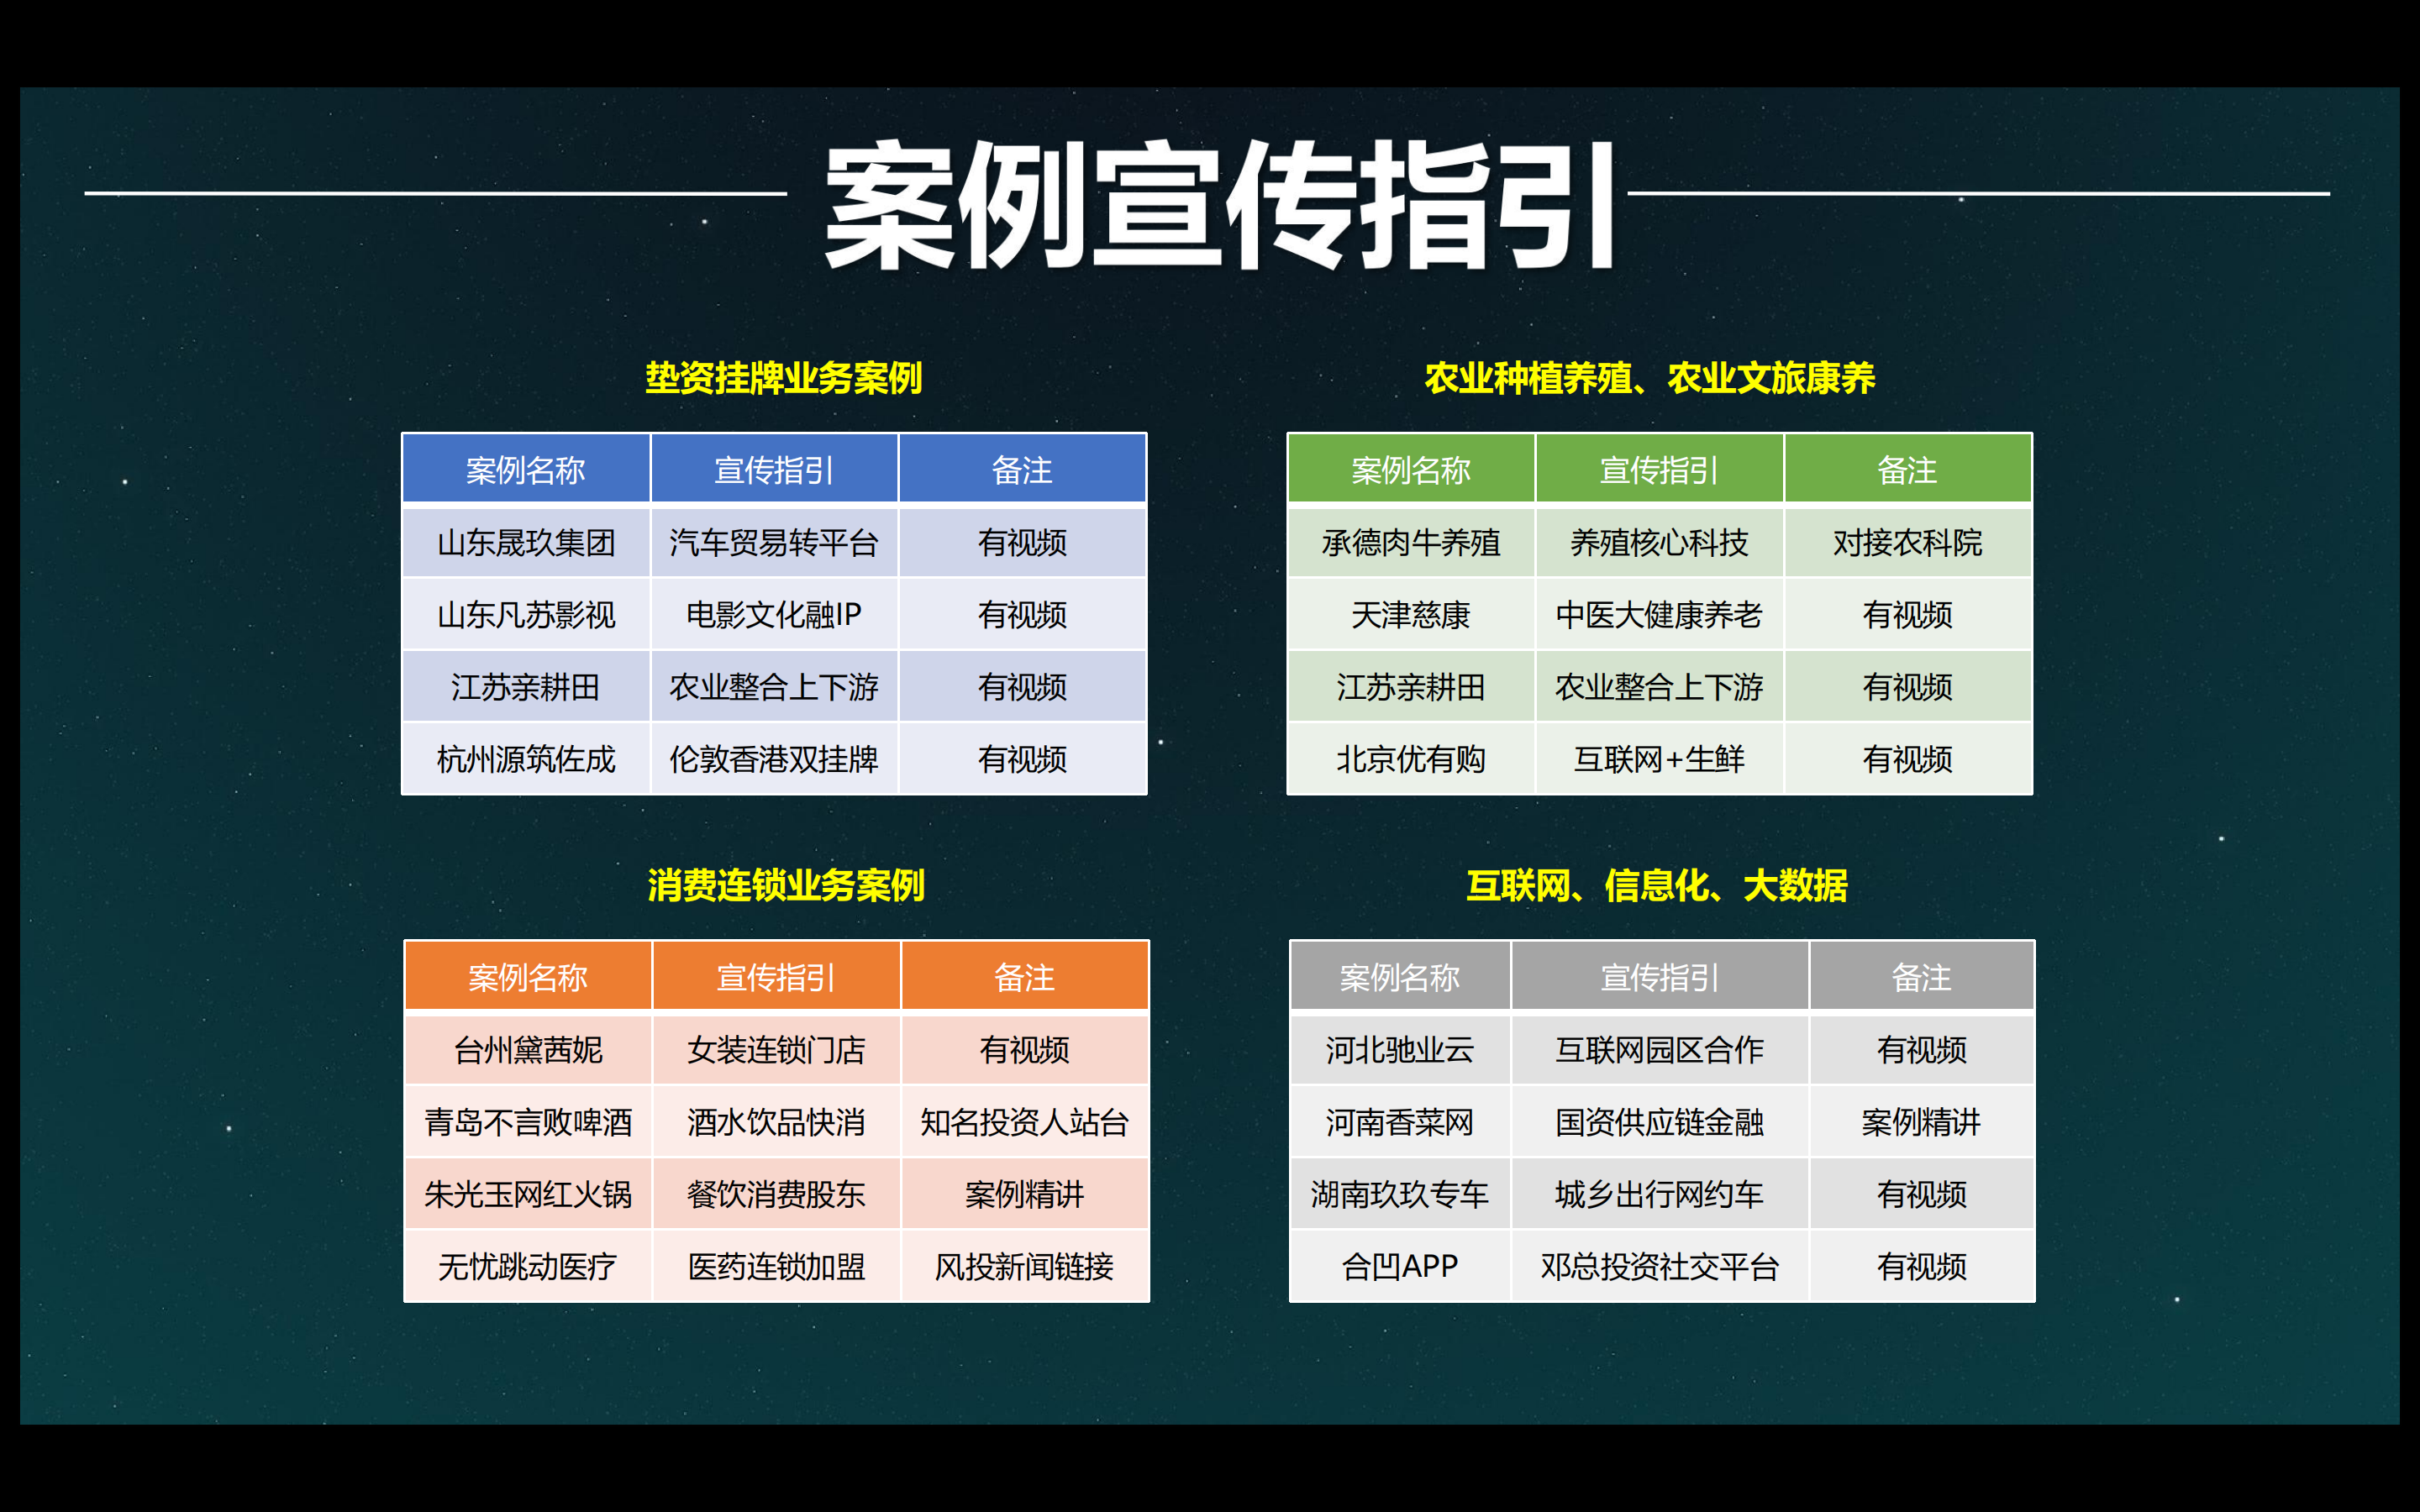 案例宣传指引
垫资挂牌业务案例
案例名称 宣传指引 备注
山东晟玖集团 汽车贸易转平台 有视频
山东凡苏影视 电影文化融IP 有视频
江苏亲耕田 农业整合上下游 有视频
杭州源筑佐成 伦敦香港双挂牌 有视频
农业种植养殖、农业文旅康养
案例名称 宣传指引 备注
承德肉牛养殖 养殖核心科技 对接农科院
天津慈康 中医大健康养老 有视频
江苏亲耕田 农业整合上下游 有视频
北京优有购 互联网+生鲜 有视频
消费连锁业务案例
案例名称 宣传指引 备注
台州黛茜妮 女装连锁门店 有视频
青岛不言败啤酒 酒水饮品快消 知名投资人站台
朱光玉网红火锅 餐饮消费股东 案例精讲
无忧跳动医疗 医药连锁加盟 风投新闻链接
互联网、信息化、大数据
案例名称 宣传指引 备注
河北驰业云 互联网园区合作 有视频
河南香菜网 国资供应链金融 案例精讲
湖南玖玖专车 城乡出行网约车 有视频
合凹APP 邓总投资社交平台 有视频